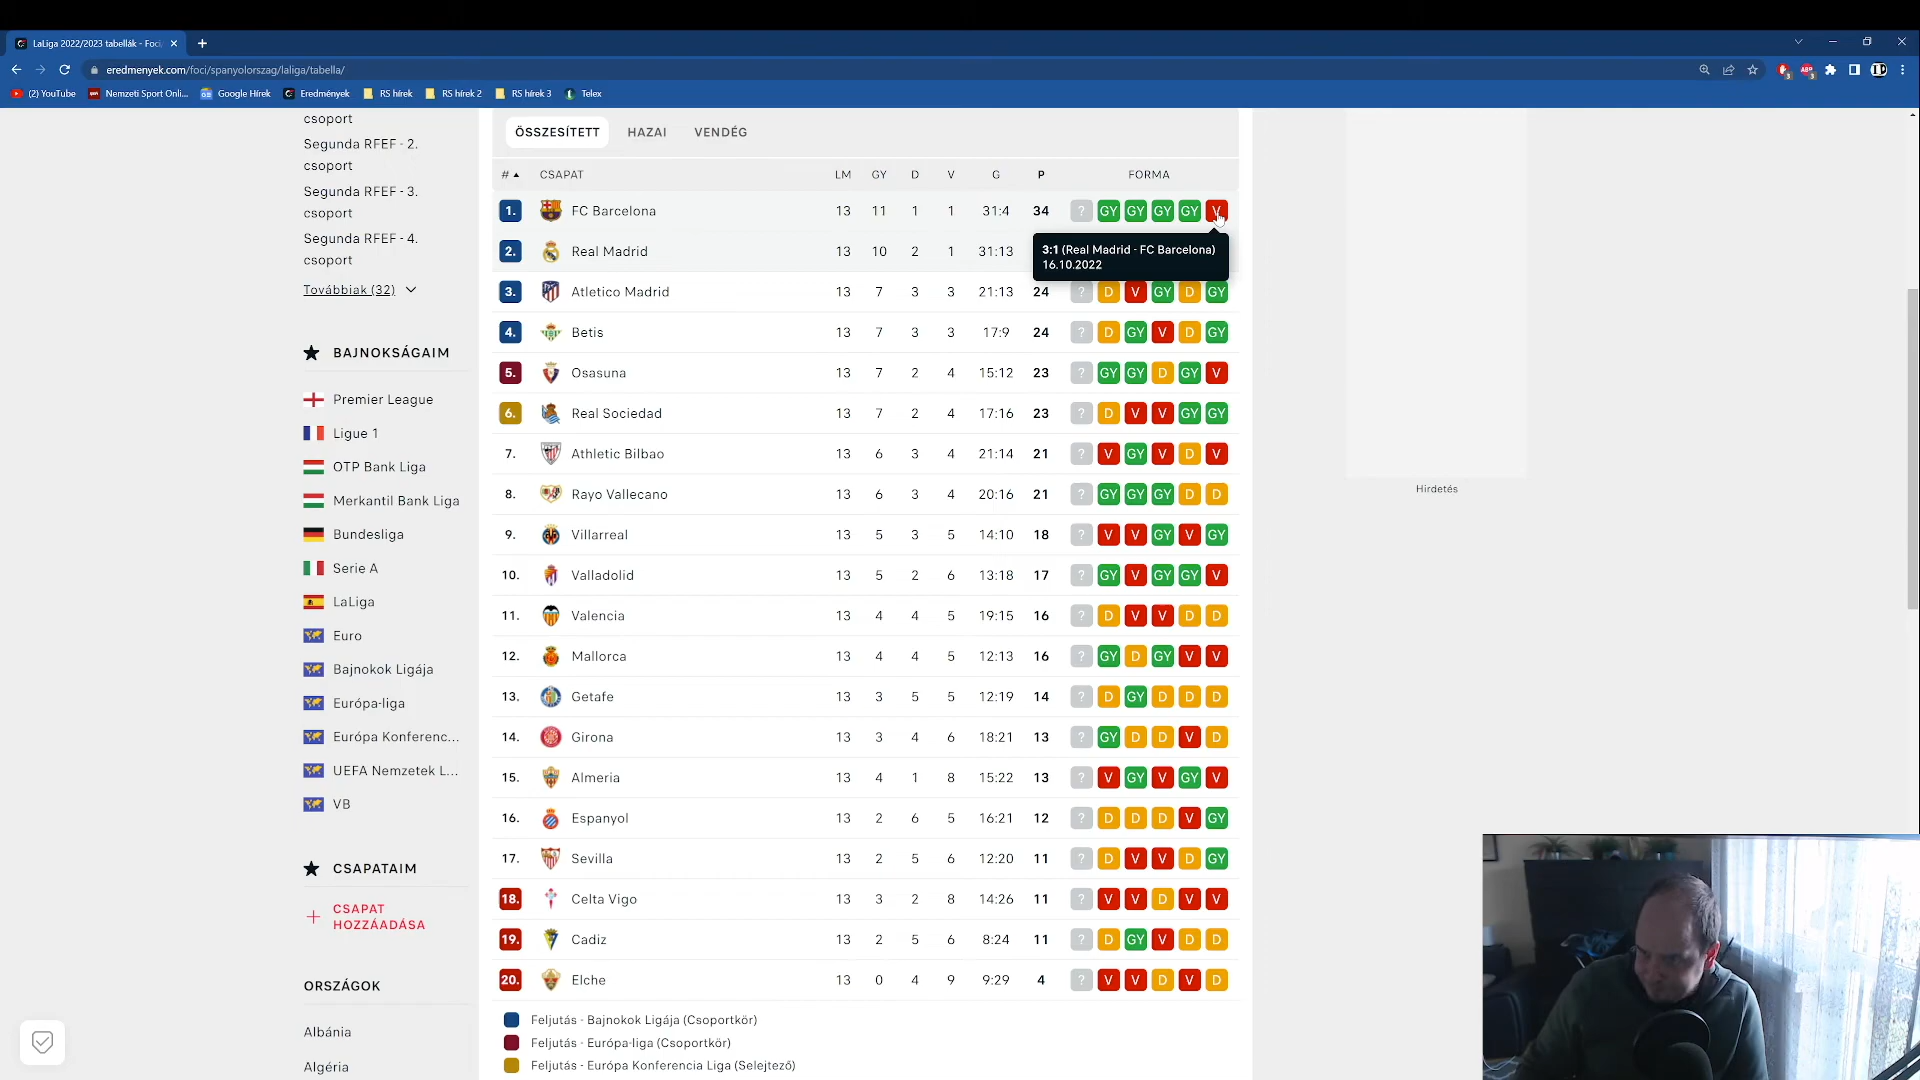 LaLiga 2022/2023 tabellák - Foci
eredmenyek.com/foci/spanyolorszag/laliga/tabella/
(2) YouTube Nemzeti Sport Onli... Google Hírek Eredmények RS hírek RS hírek 2 RS hírek 3 Telex
csoport
Segunda RFEF - 2.
csoport
Segunda RFEF - 3.
csoport
Segunda RFEF - 4.
csoport
Továbbiak (32)
BAJNOKSÁGAIM
Premier League
Ligue 1
OTP Bank Liga
Merkantil Bank Liga
Bundesliga
Serie A
LaLiga
Euro
Bajnokok Ligája
Európa-liga
Európa Konferenc...
UEFA Nemzetek L...
VB
CSAPATAIM
CSAPAT
HOZZÁADÁSA
ORSZÁGOK
Albánia
Algéria
ÖSSZESÍTETT HAZAI VENDÉG
# CSAPAT LM GY D V G P FORMA
1. FC Barcelona 13 11 1 1 31:4 34 ? GY GY GY GY V
2. Real Madrid 13 10 2 1 31:13
3:1 (Real Madrid - FC Barcelona)
16.10.2022
3. Atletico Madrid 13 7 3 3 21:13 24 ? D V GY D GY
4. Betis 13 7 3 3 17:9 24 ? D GY V D GY
5. Osasuna 13 7 2 4 15:12 23 ? GY GY D GY V
6. Real Sociedad 13 7 2 4 17:16 23 ? D V V GY GY
7. Athletic Bilbao 13 6 3 4 21:14 21 ? V GY V D V
8. Rayo Vallecano 13 6 3 4 20:16 21 ? GY GY GY D D
9. Villarreal 13 5 3 5 14:10 18 ? V V GY V GY
10. Valladolid 13 5 2 6 13:18 17 ? GY V GY GY V
11. Valencia 13 4 4 5 19:15 16 ? D V V D D
12. Mallorca 13 4 4 5 12:13 16 ? GY D GY V V
13. Getafe 13 3 5 5 12:19 14 ? D GY D D D
14. Girona 13 3 4 6 18:21 13 ? GY D D V D
15. Almeria 13 4 1 8 15:22 13 ? V GY V GY V
16. Espanyol 13 2 6 5 16:21 12 ? D D D V GY
17. Sevilla 13 2 5 6 12:20 11 ? D V V D GY
18. Celta Vigo 13 3 2 8 14:26 11 ? V V D V V
19. Cadiz 13 2 5 6 8:24 11 ? D GY V D D
20. Elche 13 0 4 9 9:29 4 ? V V D V D
Feljutás - Bajnokok Ligája (Csoportkör)
Feljutás - Európa-liga (Csoportkör)
Feljutás - Európa Konferencia Liga (Selejtező)
Hirdetés